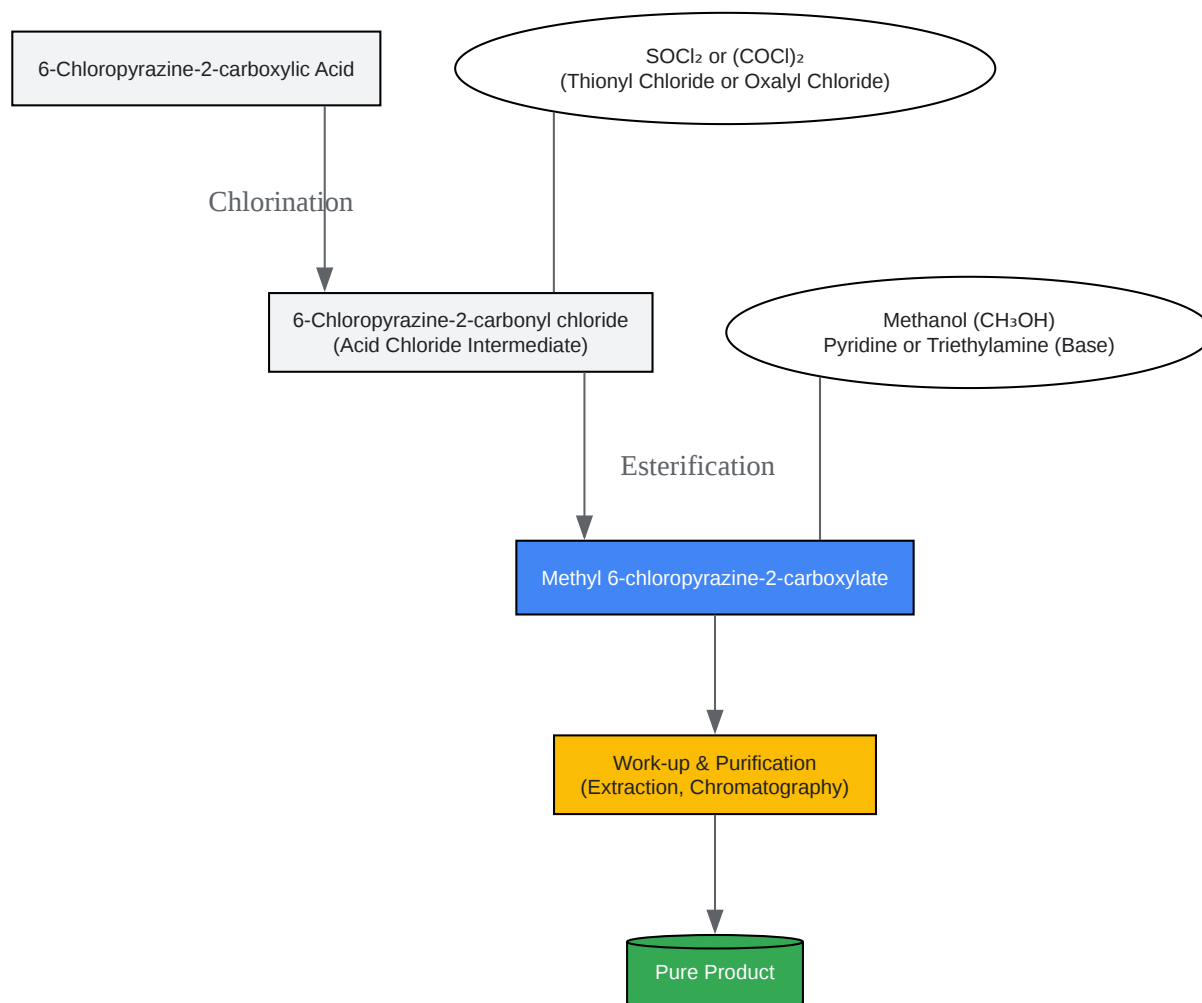 6-Chloropyrazine-2-carboxylic Acid
SOCl₂ or (COCl)₂
(Thionyl Chloride or Oxalyl Chloride)
Chlorination
6-Chloropyrazine-2-carbonyl chloride
(Acid Chloride Intermediate)
Methanol (CH₃OH)
Pyridine or Triethylamine (Base)
Esterification
Methyl 6-chloropyrazine-2-carboxylate
Work-up & Purification
(Extraction, Chromatography)
Pure Product